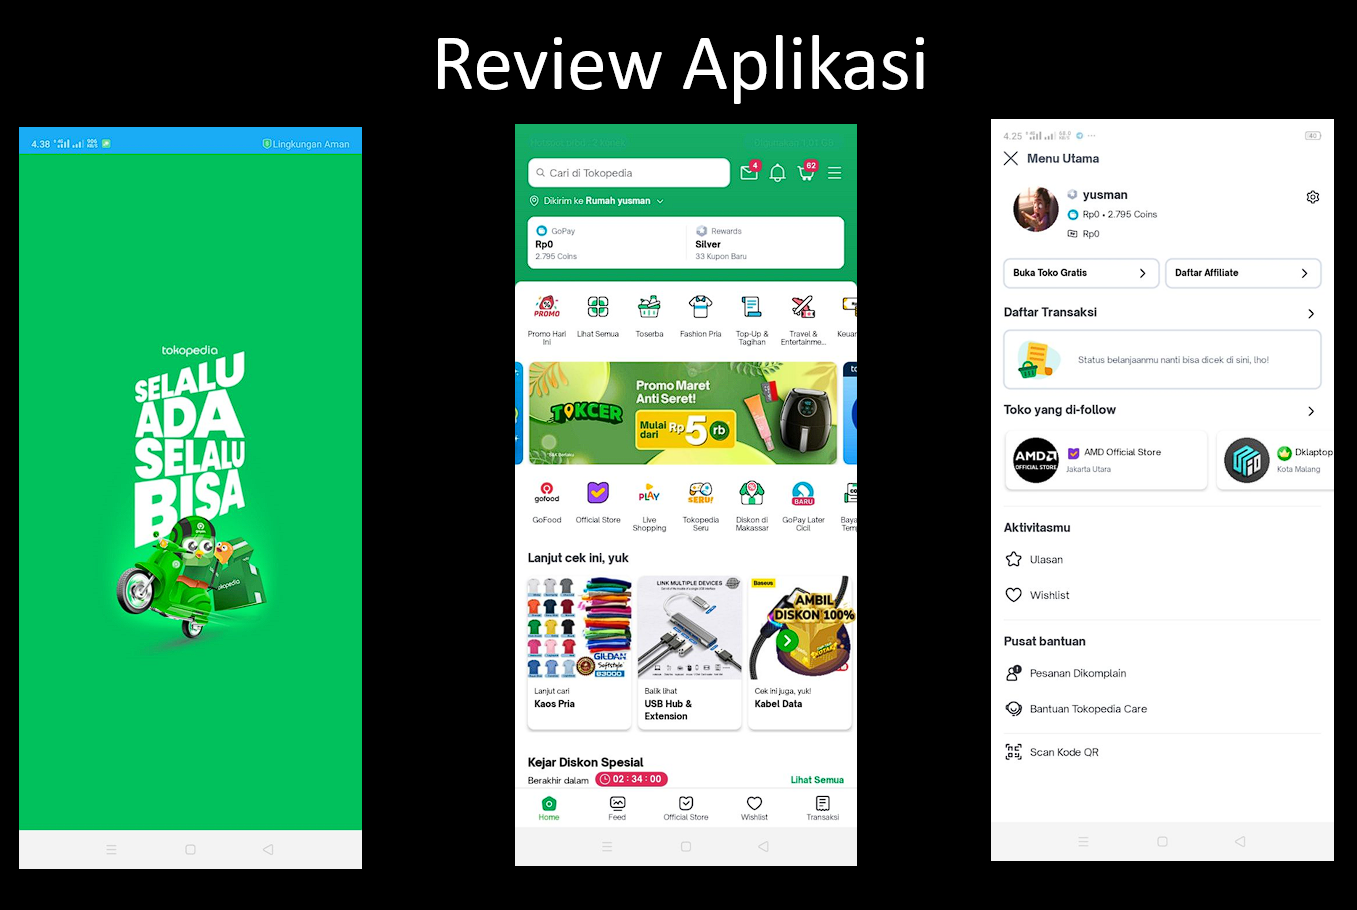 Review Aplikasi
4.38
Lingkungan Aman
tokopedia
SELALU
ADA
SELALU
BISA
tokopedia
Cari di Tokopedia
4
62
Dikirim ke Rumah yusman
GoPay
Rp0
2.795 Coins
Rewards
Silver
33 Kupon Baru
PROMO
Promo Hari
Ini
Lihat Semua
Toserba
Fashion Pria
Top-Up &
Tagihan
Travel &
Entertainme...
Keuan
TOKCER
Promo Maret
Anti Seret!
Mulai
dari
Rp5rb
*S&K Berlaku
gofood
PLAY
SERU!
BARU
GoFood
Official Store
Live
Shopping
Tokopedia
Seru
Diskon di
Makassar
GoPay Later
Cicil
Baya
Tem
Lanjut cek ini, yuk
GILDAN
Softstyle
63000
LINK MULTIPLE DEVICES
Baseus
AMBIL
DISKON 100%
Lanjut cari
Kaos Pria
Balik lihat
USB Hub &
Extension
Cek ini juga, yuk!
Kabel Data
Kejar Diskon Spesial
Berakhir dalam
02 : 34 : 00
Lihat Semua
Home
Feed
Official Store
Wishlist
Transaksi
4.25
40
Menu Utama
yusman
Rp0 • 2.795 Coins
Rp0
Buka Toko Gratis
Daftar Affiliate
Daftar Transaksi
Status belanjaanmu nanti bisa dicek di sini, lho!
Toko yang di-follow
AMD
OFFICIAL STORE
AMD Official Store
Jakarta Utara
Dklaptop
Kota Malang
Aktivitasmu
Ulasan
Wishlist
Pusat bantuan
Pesanan Dikomplain
Bantuan Tokopedia Care
Scan Kode QR